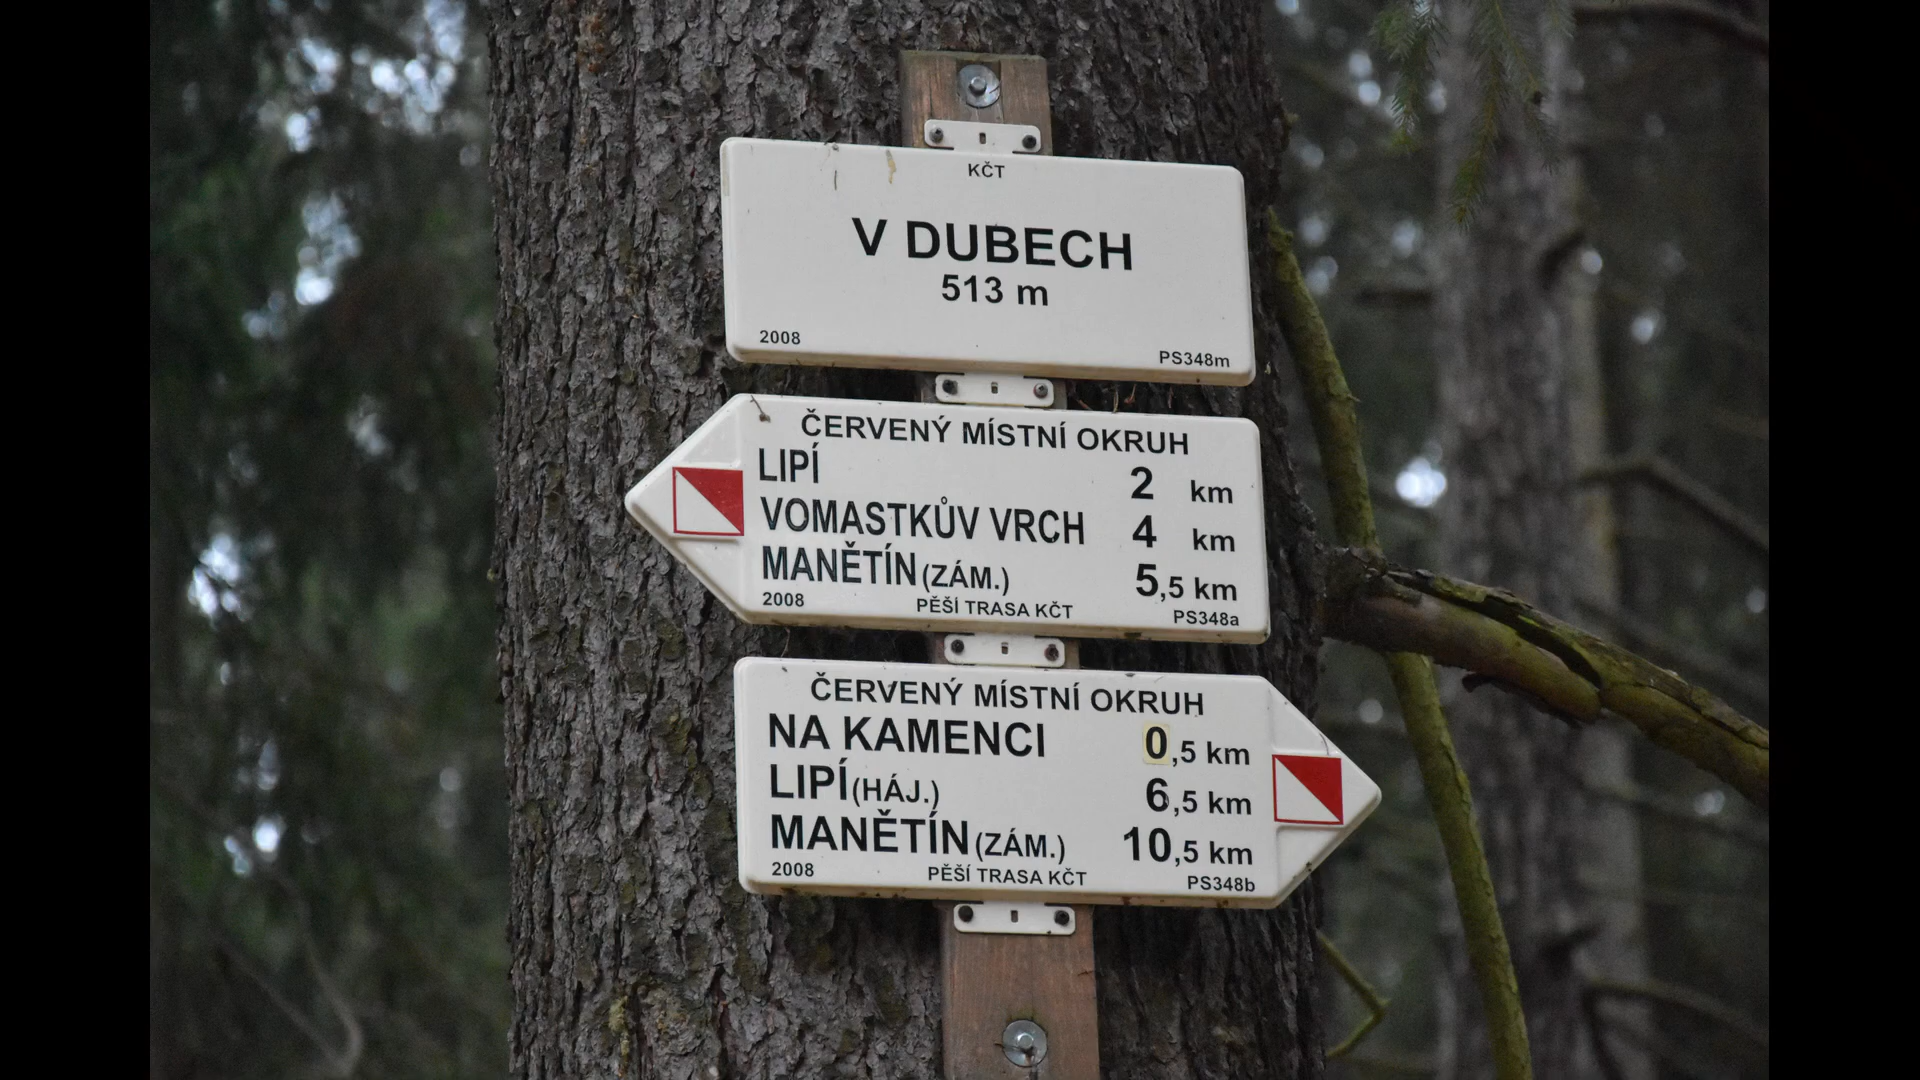 KČT
V DUBECH
513 m
2008 PS348m
ČERVENÝ MÍSTNÍ OKRUH
LIPÍ 2 km
VOMASTKŮV VRCH 4 km
MANĚTÍN (ZÁM.) 5,5 km
2008 PĚŠÍ TRASA KČT PS348a
ČERVENÝ MÍSTNÍ OKRUH
NA KAMENCI 0,5 km
LIPÍ (HÁJ.) 6,5 km
MANĚTÍN (ZÁM.) 10,5 km
2008 PĚŠÍ TRASA KČT PS348b